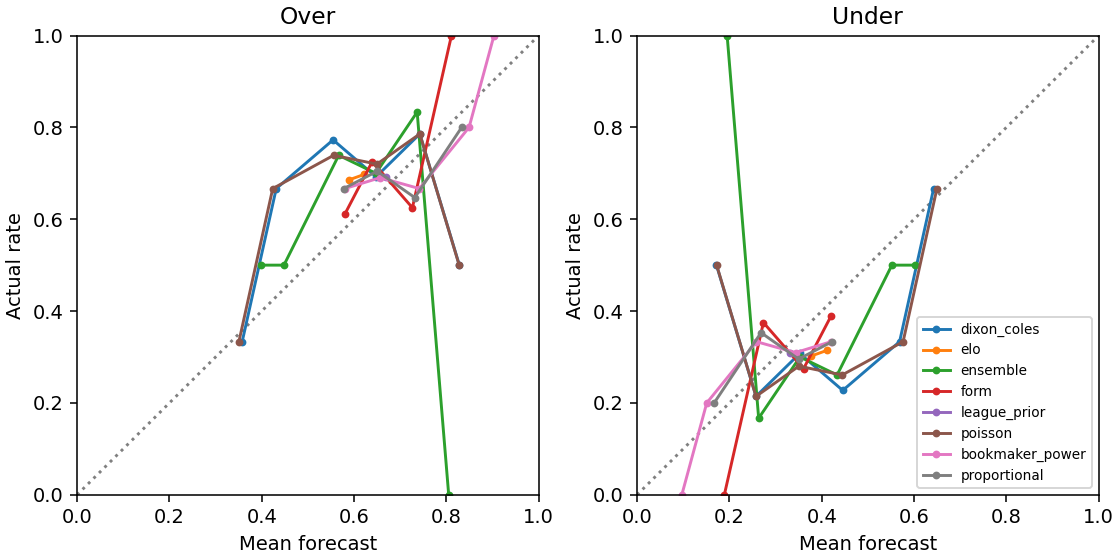 Over
Under
1.0
0.8
0.6
0.4
0.2
0.0
Actual rate
0.0 0.2 0.4 0.6 0.8 1.0
Mean forecast
1.0
0.8
0.6
0.4
0.2
0.0
Actual rate
0.0 0.2 0.4 0.6 0.8 1.0
Mean forecast
dixon_coles
elo
ensemble
form
league_prior
poisson
bookmaker_power
proportional